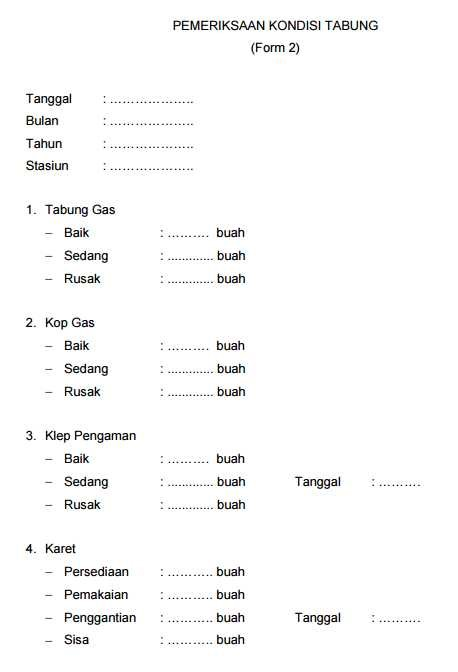 PEMERIKSAAN KONDISI TABUNG
(Form 2)
Tanggal : ………………..
Bulan : ………………..
Tahun : ………………..
Stasiun : ………………..
1. Tabung Gas
− Baik : ………. buah
− Sedang : ............. buah
− Rusak : ............. buah
2. Kop Gas
− Baik : ………. buah
− Sedang : ............. buah
− Rusak : ............. buah
3. Klep Pengaman
− Baik : ………. buah
− Sedang : ............. buah Tanggal : ……….
− Rusak : ............. buah
4. Karet
− Persediaan : ……….. buah
− Pemakaian : ……….. buah
− Penggantian : ……….. buah Tanggal : ……….
− Sisa : ……….. buah